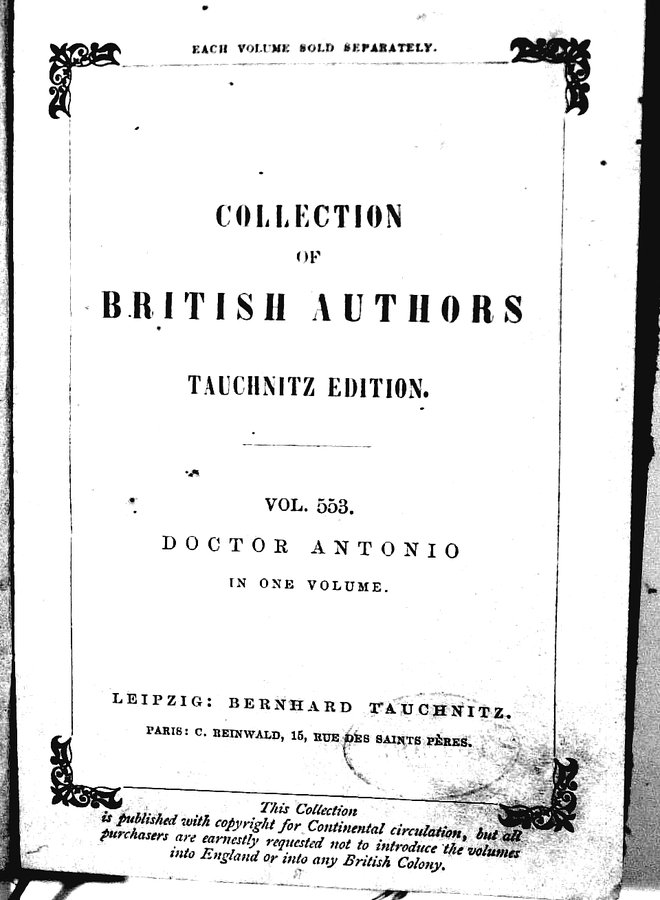 EACH VOLUME SOLD SEPARATELY.
COLLECTION
OF
BRITISH AUTHORS
TAUCHNITZ EDITION.
VOL. 553.
DOCTOR ANTONIO
IN ONE VOLUME.
LEIPZIG: BERNHARD TAUCHNITZ.
PARIS: C. REINWALD, 15, RUE DES SAINTS PÈRES.
This Collection
is published with copyright for Continental circulation, but all
purchasers are earnestly requested not to introduce the volumes
into England or into any British Colony.